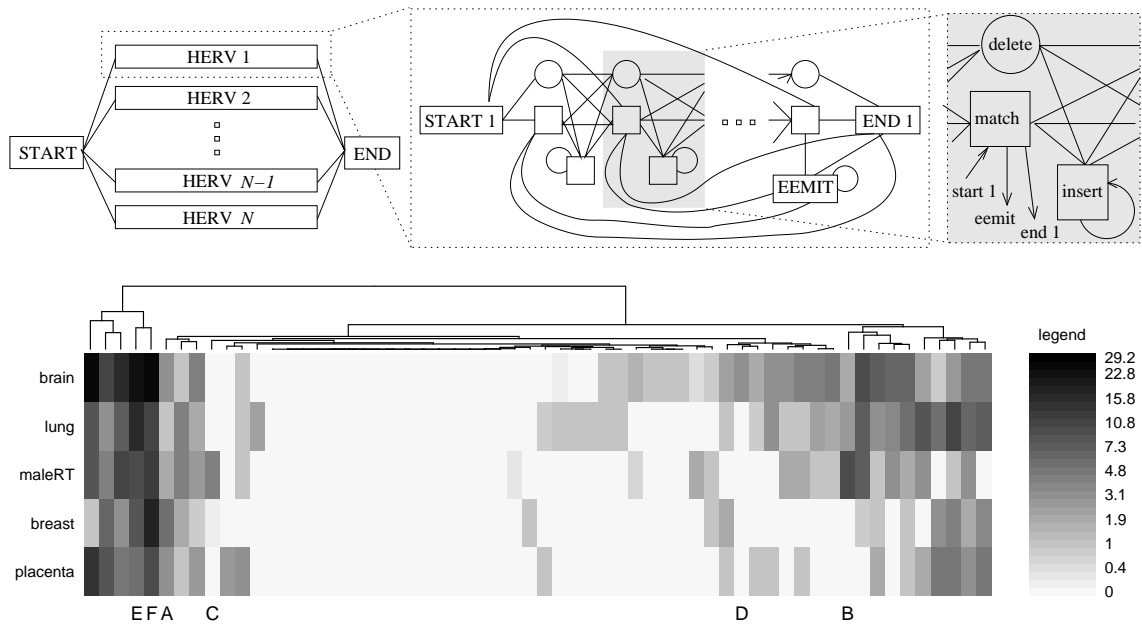 START
HERV 1
HERV 2
HERV N−1
HERV N
END
START 1
END 1
EEMIT
delete
match
insert
start 1
eemit
end 1
legend
brain
lung
maleRT
breast
placenta
E F A C D B
29.2
22.8
15.8
10.8
7.3
4.8
3.1
1.9
1
0.4
0